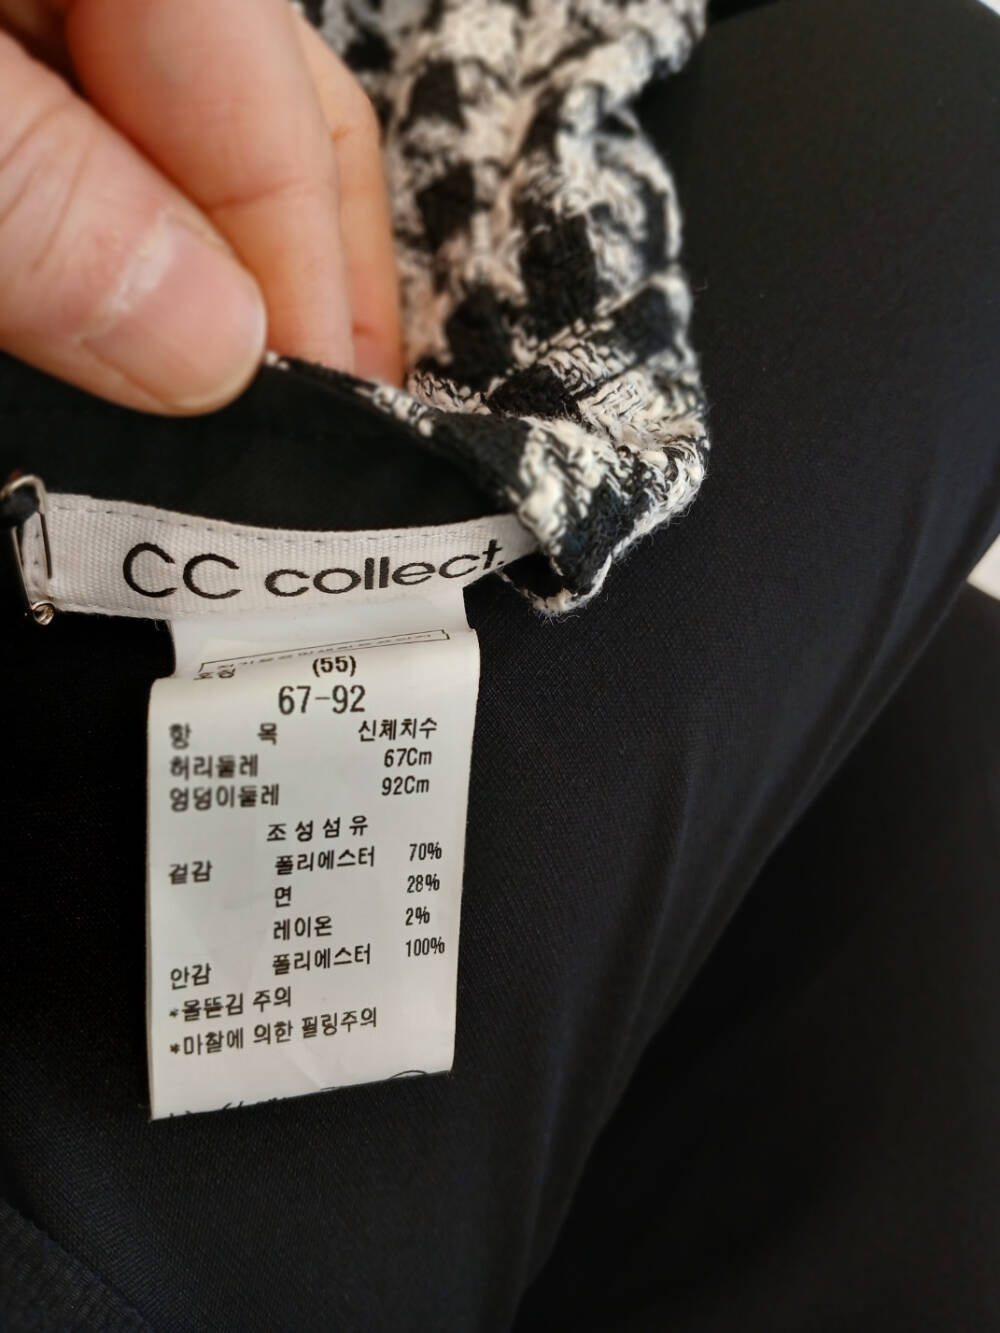 CC collect.
(55)
67-92
항 목 신체치수
허리둘레 67Cm
엉덩이둘레 92Cm
조성섬유
겉감 폴리에스터 70%
면 28%
레이온 2%
안감 폴리에스터 100%
*올뜯김 주의
*마찰에 의한 필링주의